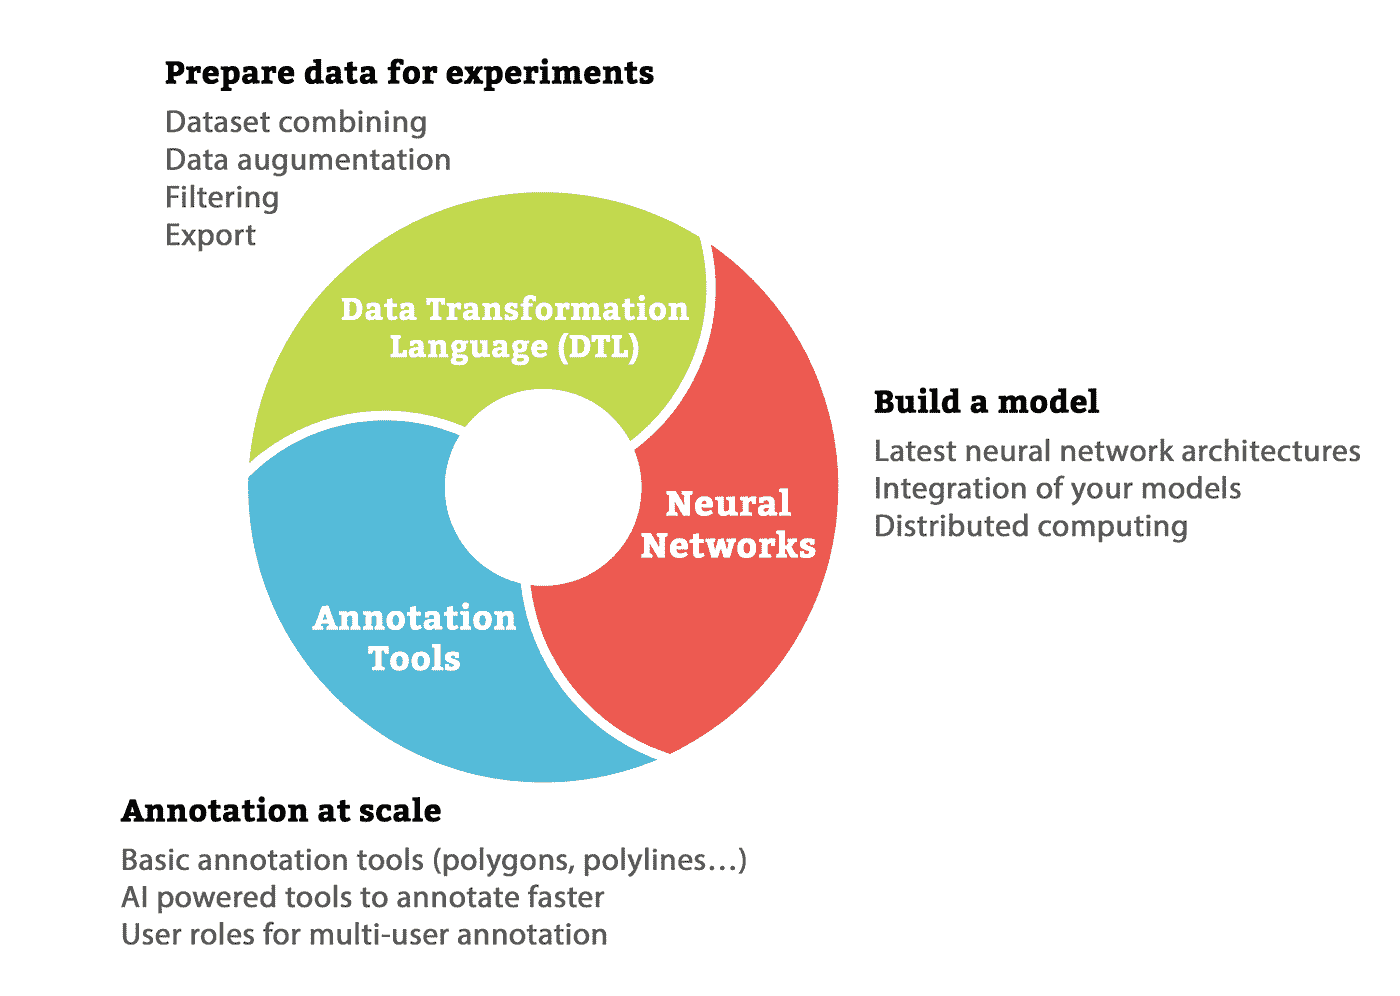 Prepare data for experiments
Dataset combining
Data augumentation
Filtering
Export
Data Transformation
Language (DTL)
Build a model
Latest neural network architectures
Integration of your models
Distributed computing
Neural
Networks
Annotation
Tools
Annotation at scale
Basic annotation tools (polygons, polylines...)
AI powered tools to annotate faster
User roles for multi-user annotation